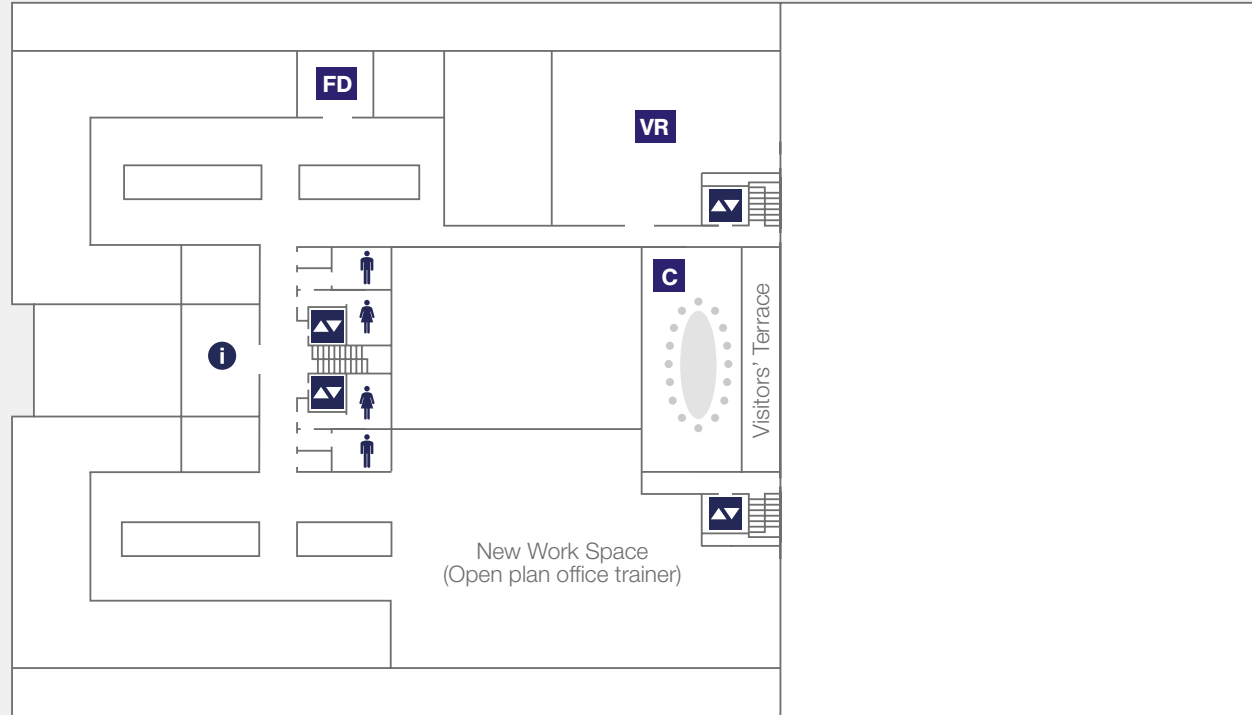 FD
VR
C
Visitors’ Terrace
i
New Work Space
(Open plan office trainer)